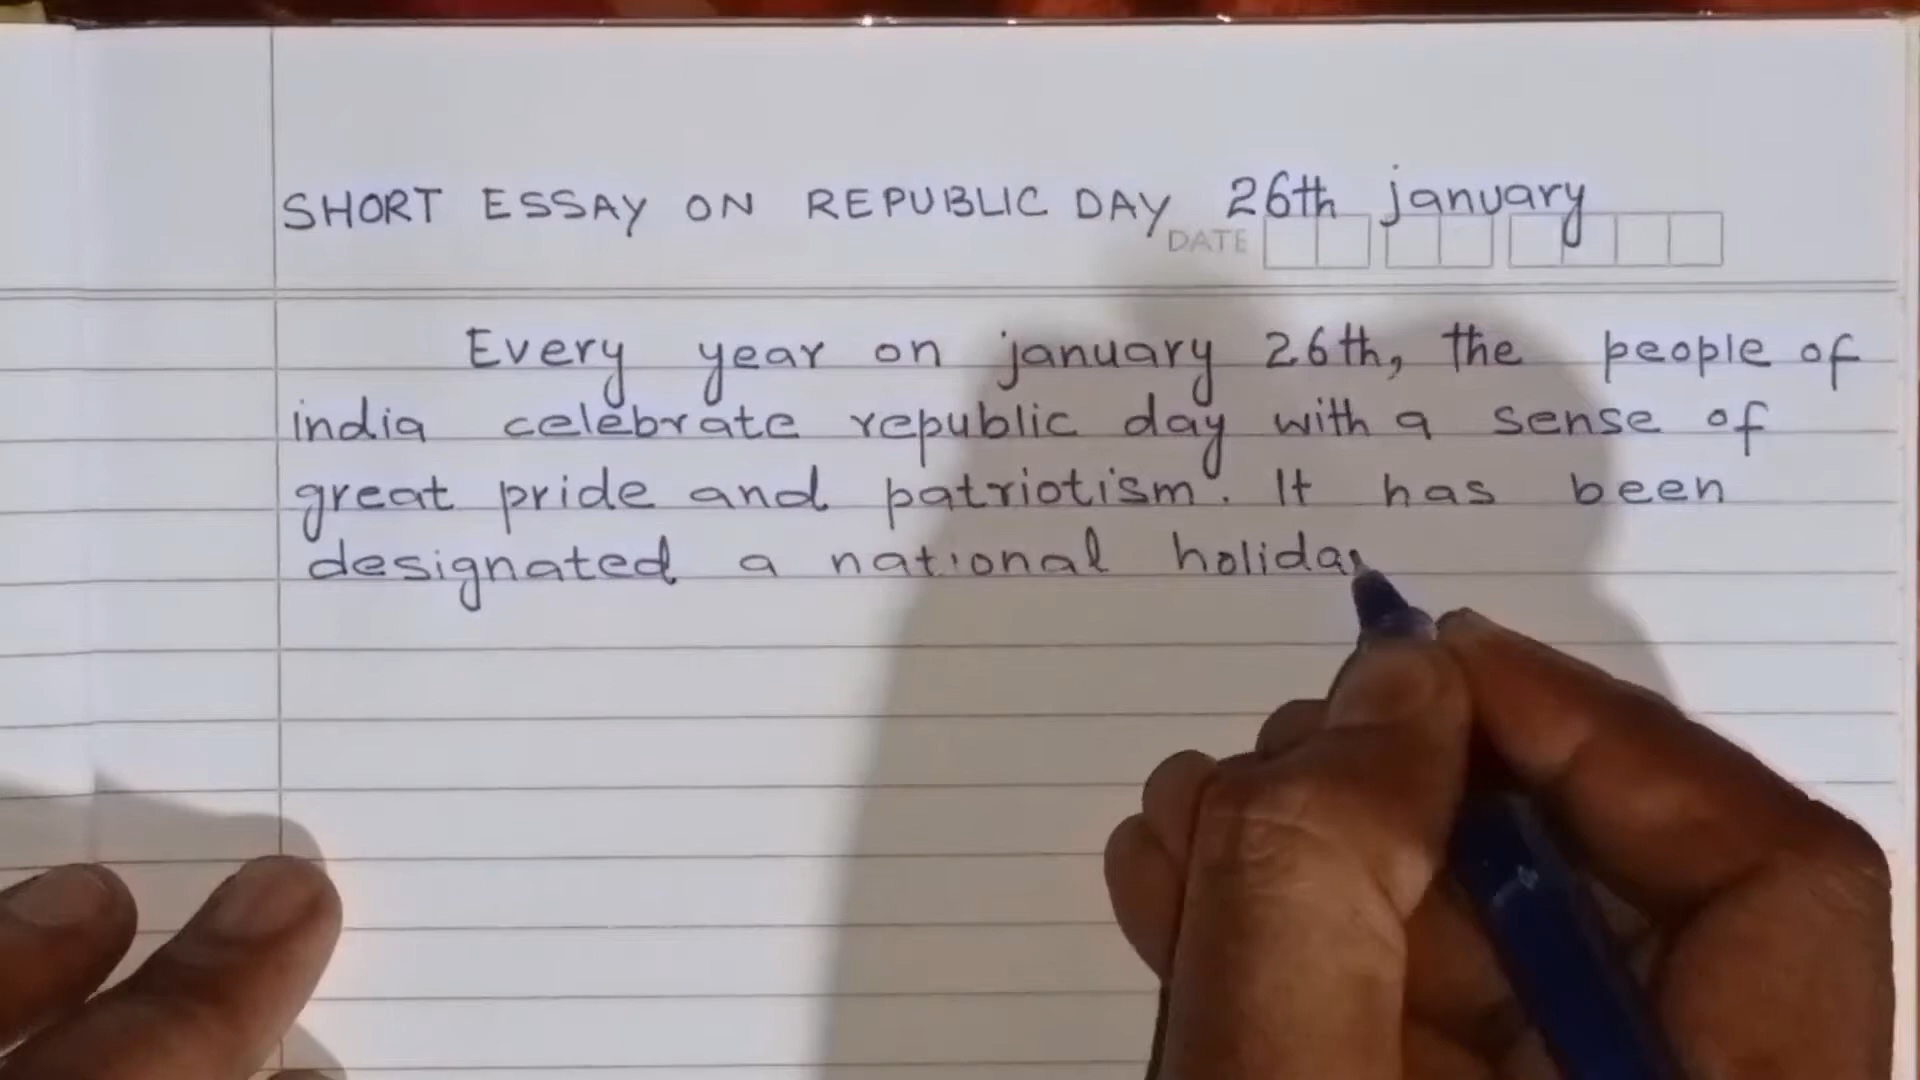 SHORT ESSAY ON REPUBLIC DAY 26th january
DATE
Every year on january 26th, the people of
india celebrate republic day with a sense of
great pride and patriotism. It has been
designated a national holida